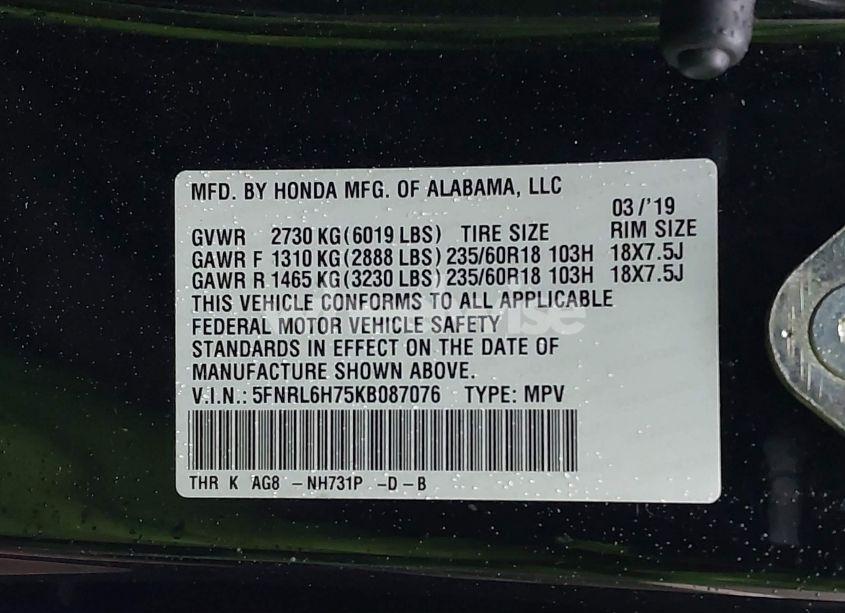 MFD. BY HONDA MFG. OF ALABAMA, LLC
03/'19
GVWR 2730 KG (6019 LBS) TIRE SIZE RIM SIZE
GAWR F 1310 KG (2888 LBS) 235/60R18 103H 18X7.5J
GAWR R 1465 KG (3230 LBS) 235/60R18 103H 18X7.5J
THIS VEHICLE CONFORMS TO ALL APPLICABLE
FEDERAL MOTOR VEHICLE SAFETY
STANDARDS IN EFFECT ON THE DATE OF
MANUFACTURE SHOWN ABOVE.
V.I.N.: 5FNRL6H75KB087076 TYPE: MPV
THR K AG8 -NH731P -D-B